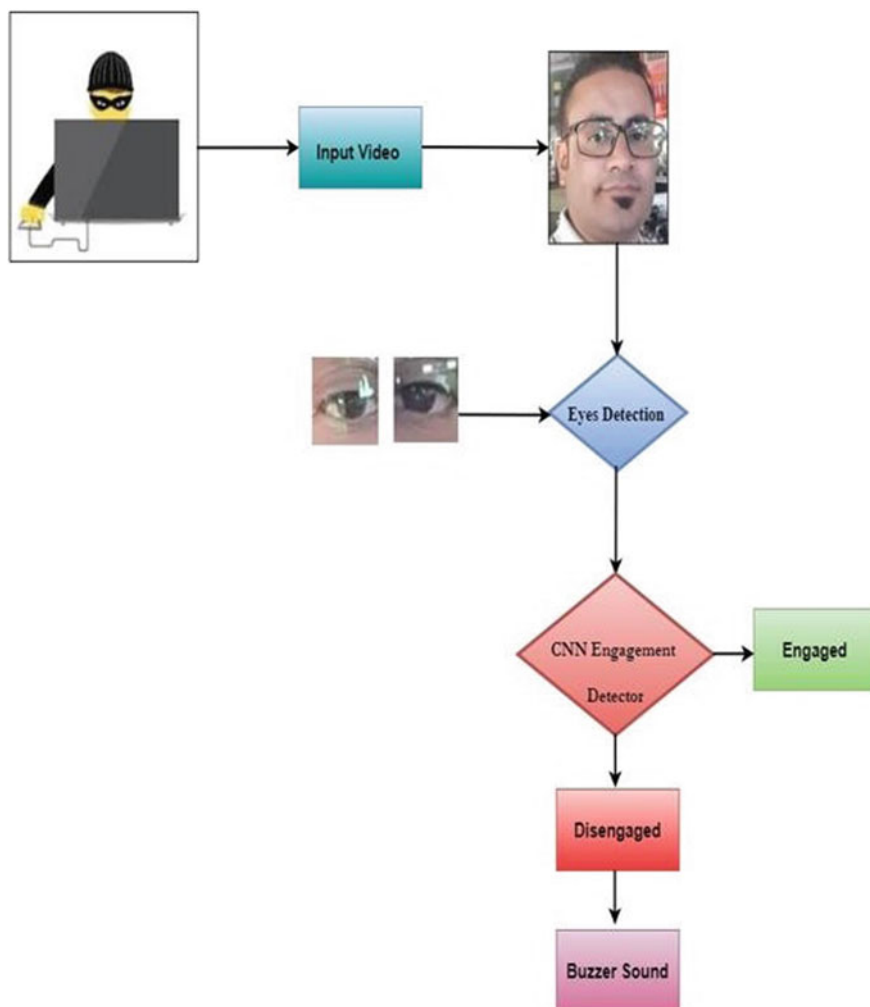 Input Video
Eyes Detection
CNN Engagement
Detector
Engaged
Disengaged
Buzzer Sound